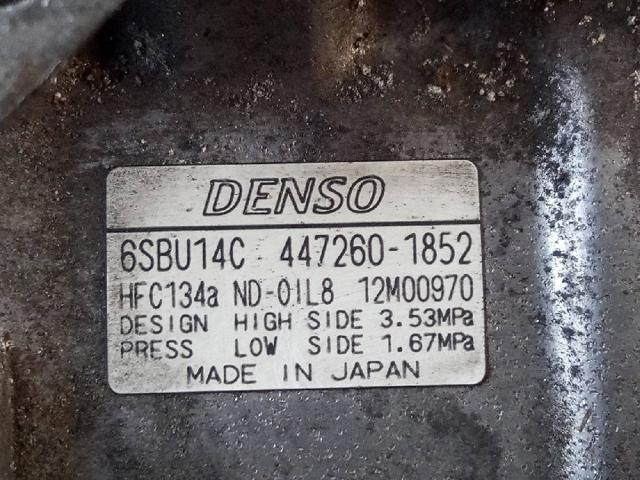 DENSO
6SBU14C 447260-1852
HFC134a ND-OIL8 12M00970
DESIGN HIGH SIDE 3.53MPa
PRESS LOW SIDE 1.67MPa
MADE IN JAPAN